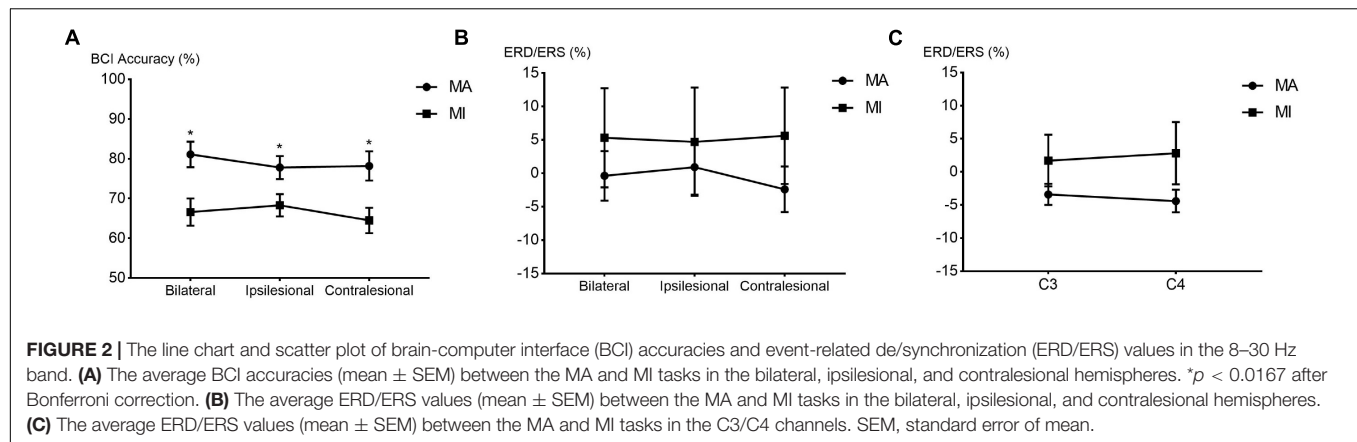 A
BCI Accuracy (%)
100
90
80
70
60
50
* * *
MA
MI
Bilateral Ipsilesional Contralesional
B
ERD/ERS (%)
15
10
5
0
-5
-10
-15
MA
MI
Bilateral Ipsilesional Contralesional
C
ERD/ERS (%)
15
10
5
0
-5
-10
-15
MA
MI
C3 C4
FIGURE 2 | The line chart and scatter plot of brain-computer interface (BCI) accuracies and event-related de/synchronization (ERD/ERS) values in the 8–30 Hz
band. (A) The average BCI accuracies (mean ± SEM) between the MA and MI tasks in the bilateral, ipsilesional, and contralesional hemispheres. *p < 0.0167 after
Bonferroni correction. (B) The average ERD/ERS values (mean ± SEM) between the MA and MI tasks in the bilateral, ipsilesional, and contralesional hemispheres.
(C) The average ERD/ERS values (mean ± SEM) between the MA and MI tasks in the C3/C4 channels. SEM, standard error of mean.